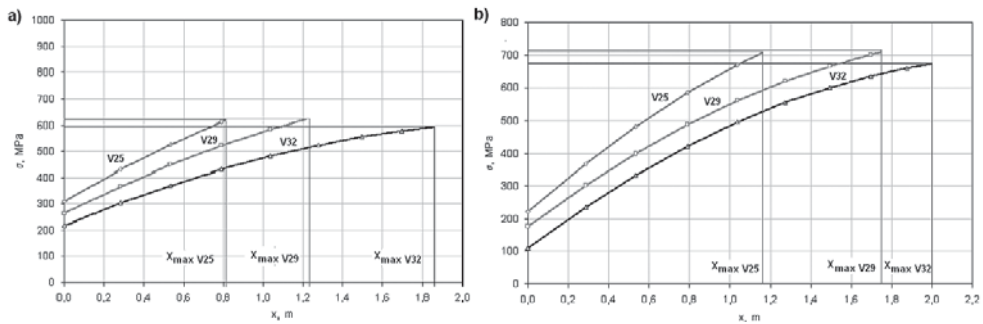 a)
1000
900
800
700
600
500
400
300
200
100
0
σ, MPa
V25
V29
V32
Xmax V25
Xmax V29
Xmax V32
0,0 0,2 0,4 0,6 0,8 1,0 1,2 1,4 1,6 1,8 2,0
x, m
b)
800
700
600
500
400
300
200
100
0
σ, MPa
V25
V29
V32
Xmax V25
Xmax V29
Xmax V32
0,0 0,2 0,4 0,6 0,8 1,0 1,2 1,4 1,6 1,8 2,0 2,2
x, m